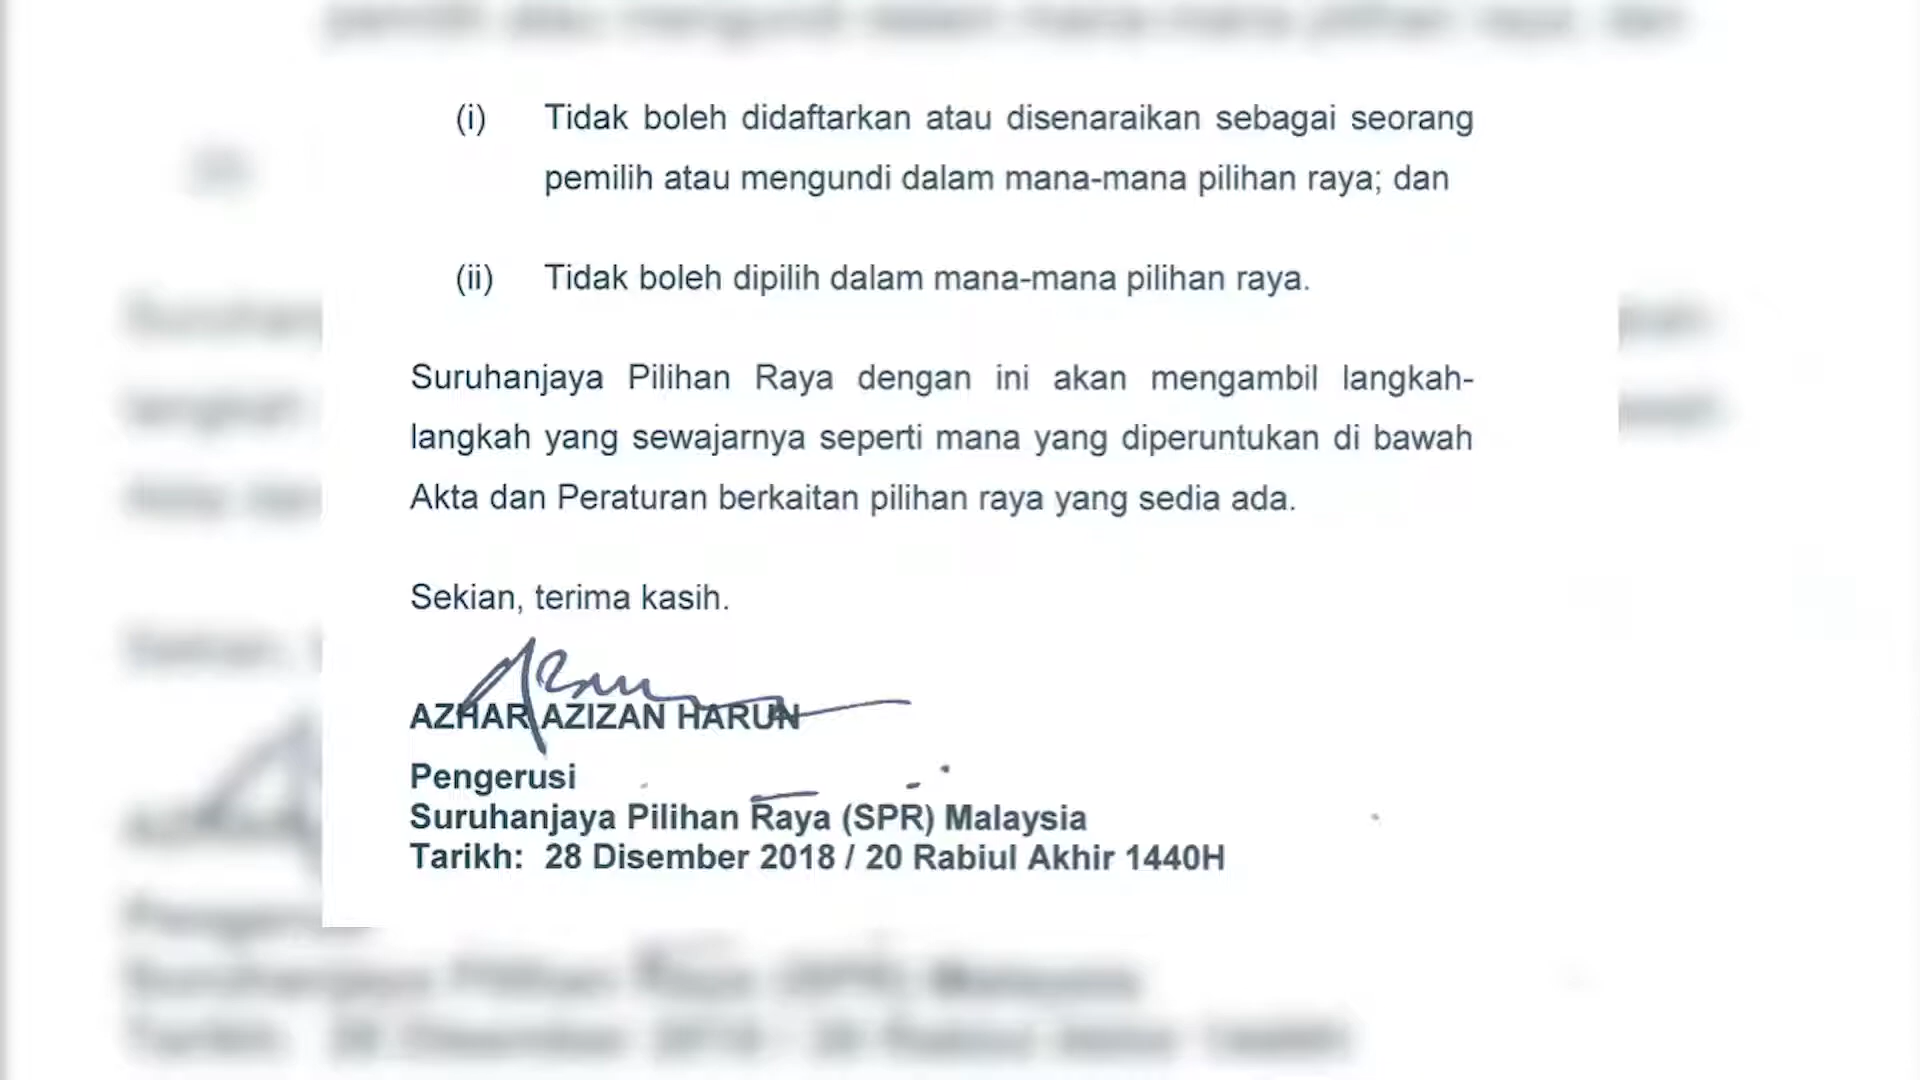 (i) Tidak boleh didaftarkan atau disenaraikan sebagai seorang
pemilih atau mengundi dalam mana-mana pilihan raya; dan
(ii) Tidak boleh dipilih dalam mana-mana pilihan raya.
Suruhanjaya Pilihan Raya dengan ini akan mengambil langkah-
langkah yang sewajarnya seperti mana yang diperuntukan di bawah
Akta dan Peraturan berkaitan pilihan raya yang sedia ada.
Sekian, terima kasih.
AZHAR AZIZAN HARUN
Pengerusi
Suruhanjaya Pilihan Raya (SPR) Malaysia
Tarikh: 28 Disember 2018 / 20 Rabiul Akhir 1440H